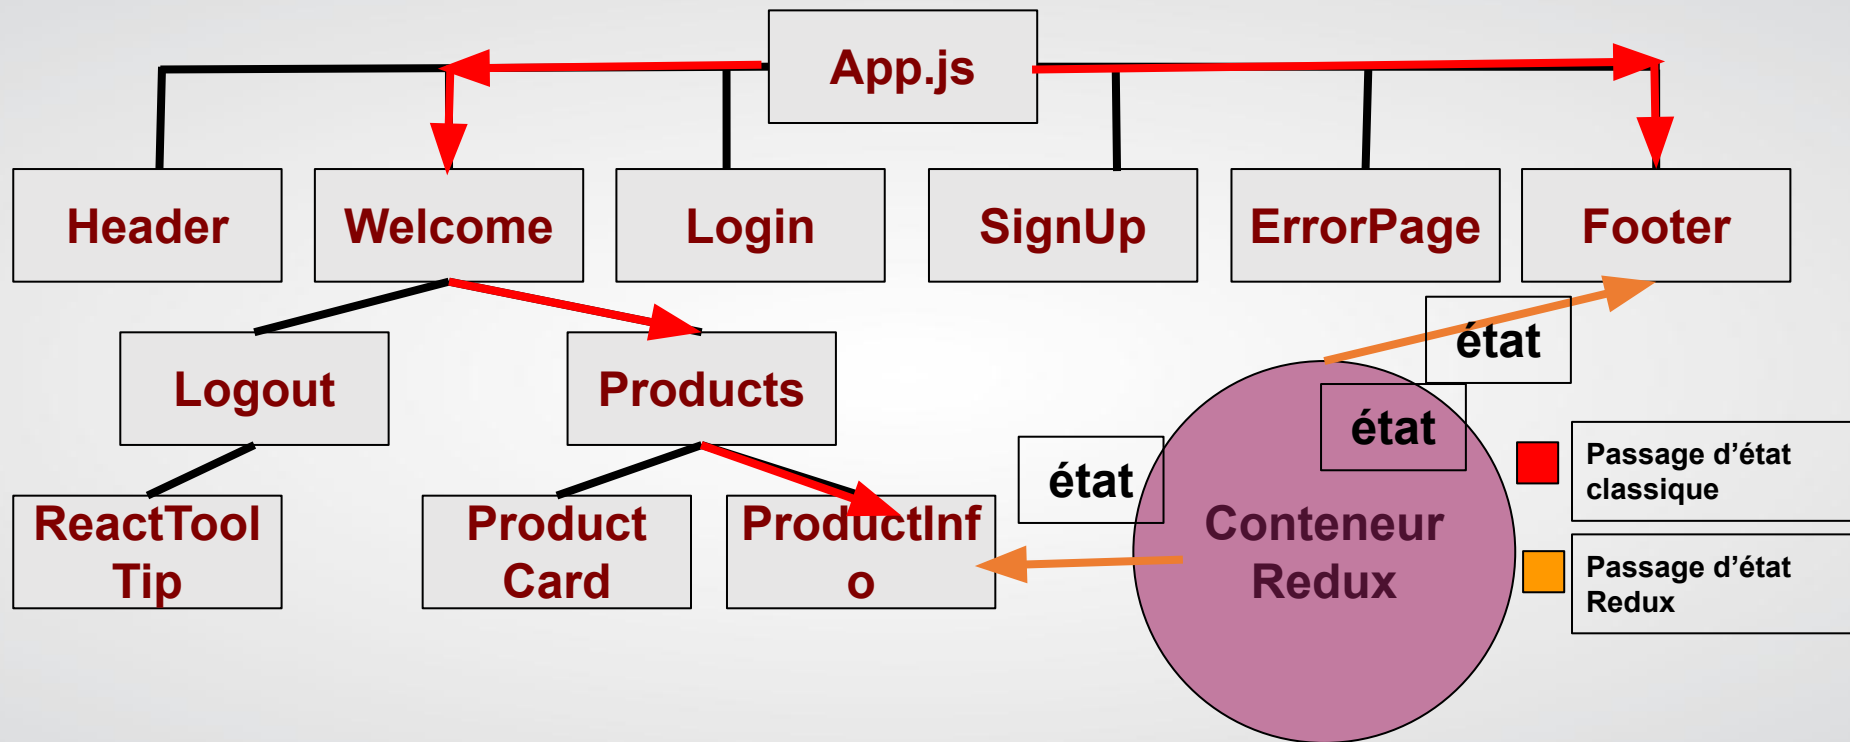 App.js
Header
Welcome
Login
SignUp
ErrorPage
Footer
état
Logout
Products
état
état
Passage d’état
classique
ReactTool
Tip
Product
Card
ProductInf
o
Conteneur
Redux
Passage d’état
Redux